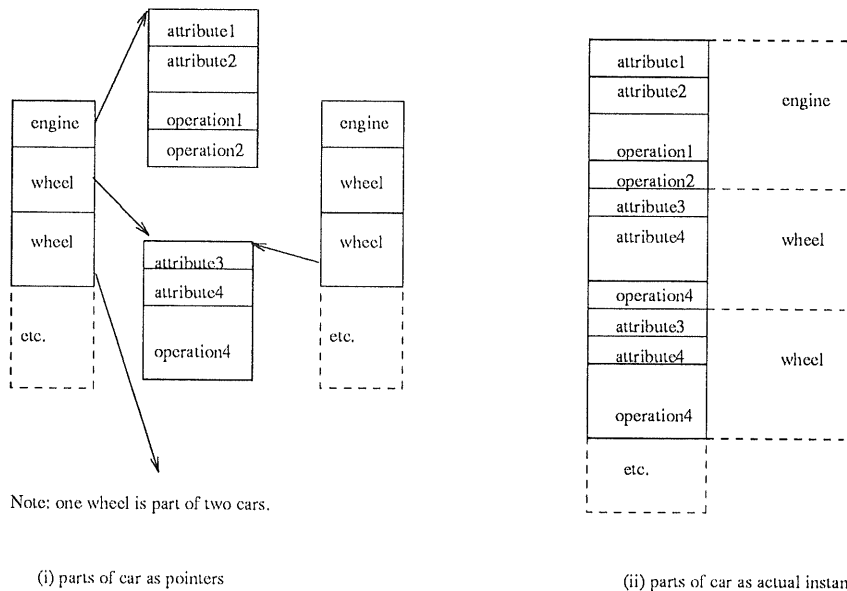 attribute1
attribute2
operation1
operation2
engine
wheel
wheel
etc.
attribute3
attribute4
operation4
engine
wheel
wheel
etc.
Note: one wheel is part of two cars.
(i) parts of car as pointers
attribute1
attribute2
operation1
operation2
engine
attribute3
attribute4
operation4
wheel
attribute3
attribute4
operation4
wheel
etc.
(ii) parts of car as actual instan